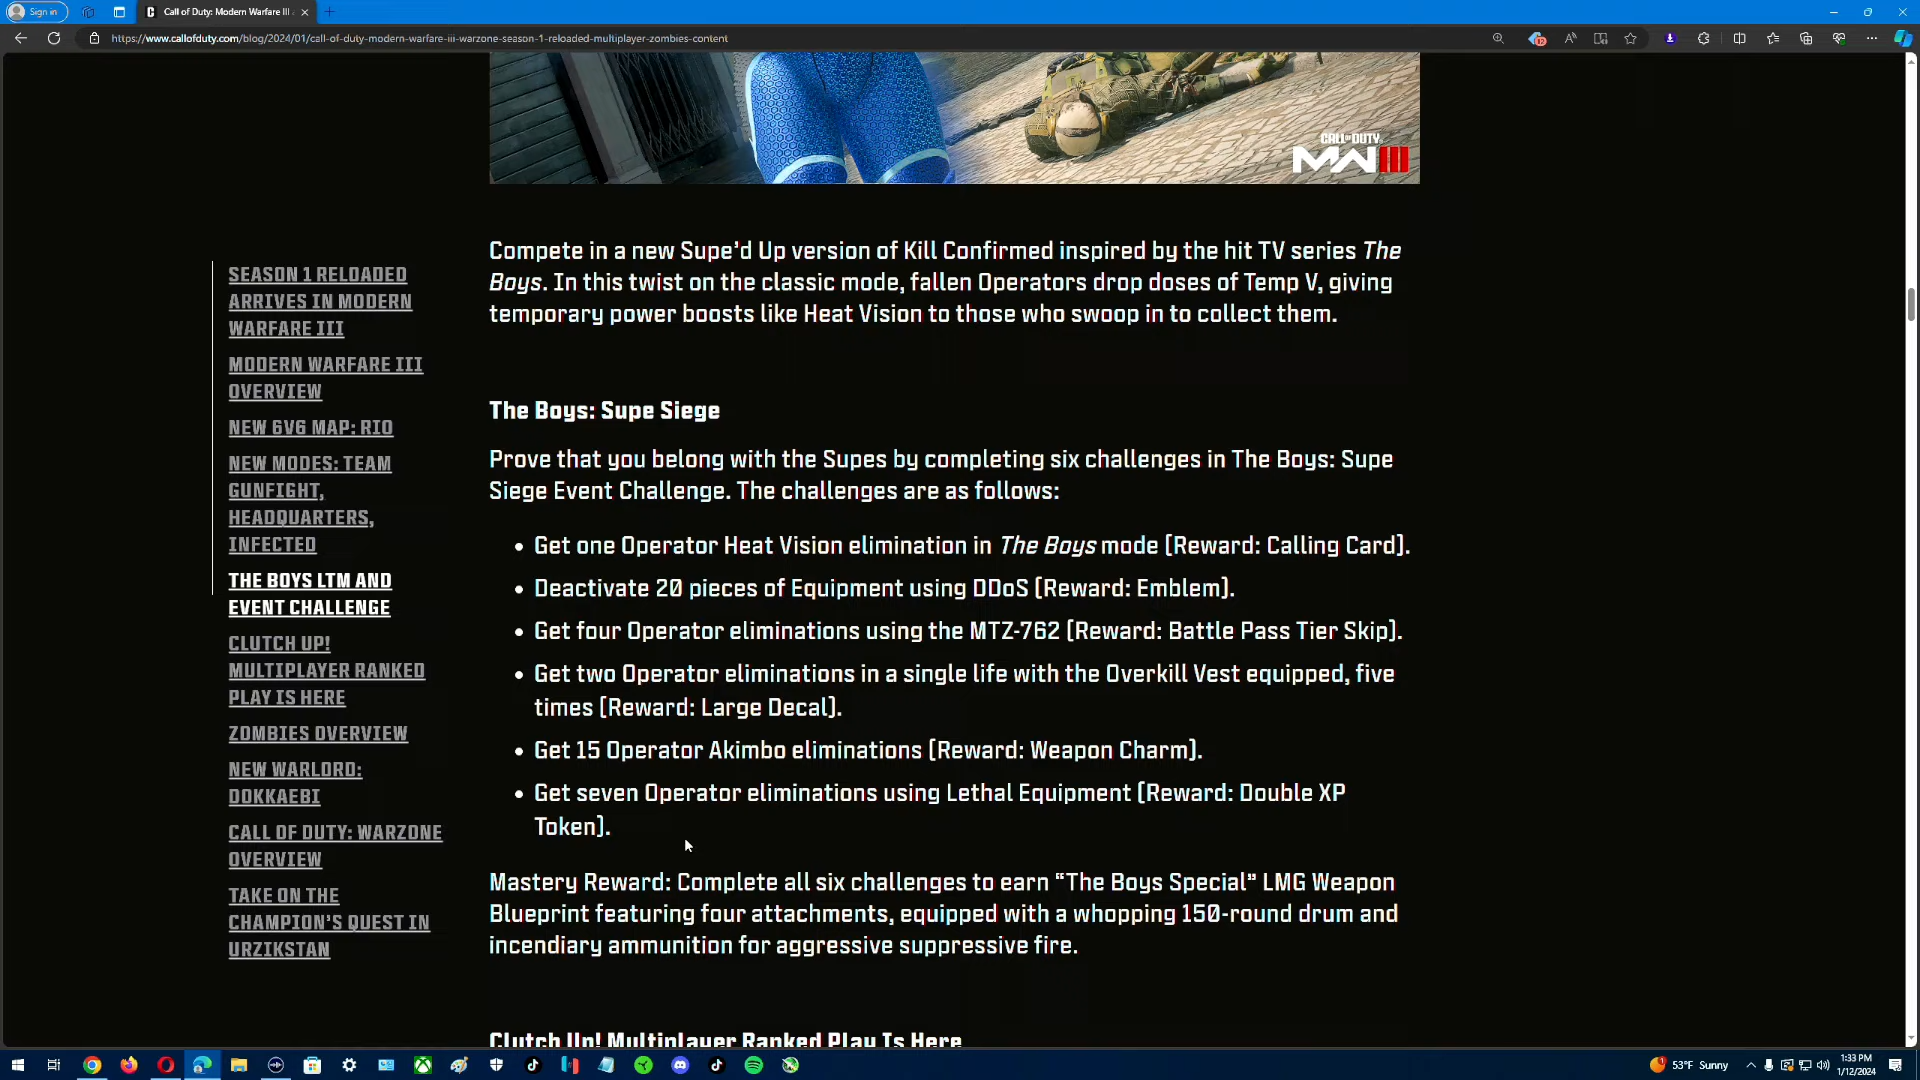 Sign in
Call of Duty: Modern Warfare III
https://www.callofduty.com/blog/2024/01/call-of-duty-modern-warfare-iii-warzone-season-1-reloaded-multiplayer-zombies-content
CALL OF DUTY
MWIII
SEASON 1 RELOADED
ARRIVES IN MODERN
WARFARE III
MODERN WARFARE III
OVERVIEW
NEW 6V6 MAP: RIO
NEW MODES: TEAM
GUNFIGHT,
HEADQUARTERS,
INFECTED
THE BOYS LTM AND
EVENT CHALLENGE
CLUTCH UP!
MULTIPLAYER RANKED
PLAY IS HERE
ZOMBIES OVERVIEW
NEW WARLORD:
DOKKAEBI
CALL OF DUTY: WARZONE
OVERVIEW
TAKE ON THE
CHAMPION'S QUEST IN
URZIKSTAN
Compete in a new Supe'd Up version of Kill Confirmed inspired by the hit TV series The
Boys. In this twist on the classic mode, fallen Operators drop doses of Temp V, giving
temporary power boosts like Heat Vision to those who swoop in to collect them.
The Boys: Supe Siege
Prove that you belong with the Supes by completing six challenges in The Boys: Supe
Siege Event Challenge. The challenges are as follows:
• Get one Operator Heat Vision elimination in The Boys mode [Reward: Calling Card].
• Deactivate 20 pieces of Equipment using DDoS [Reward: Emblem].
• Get four Operator eliminations using the MTZ-762 [Reward: Battle Pass Tier Skip].
• Get two Operator eliminations in a single life with the Overkill Vest equipped, five
times [Reward: Large Decal].
• Get 15 Operator Akimbo eliminations [Reward: Weapon Charm].
• Get seven Operator eliminations using Lethal Equipment [Reward: Double XP
Token].
Mastery Reward: Complete all six challenges to earn “The Boys Special” LMG Weapon
Blueprint featuring four attachments, equipped with a whopping 150-round drum and
incendiary ammunition for aggressive suppressive fire.
Clutch Up! Multiplayer Ranked Play Is Here
53°F Sunny
1:33 PM
1/12/2024